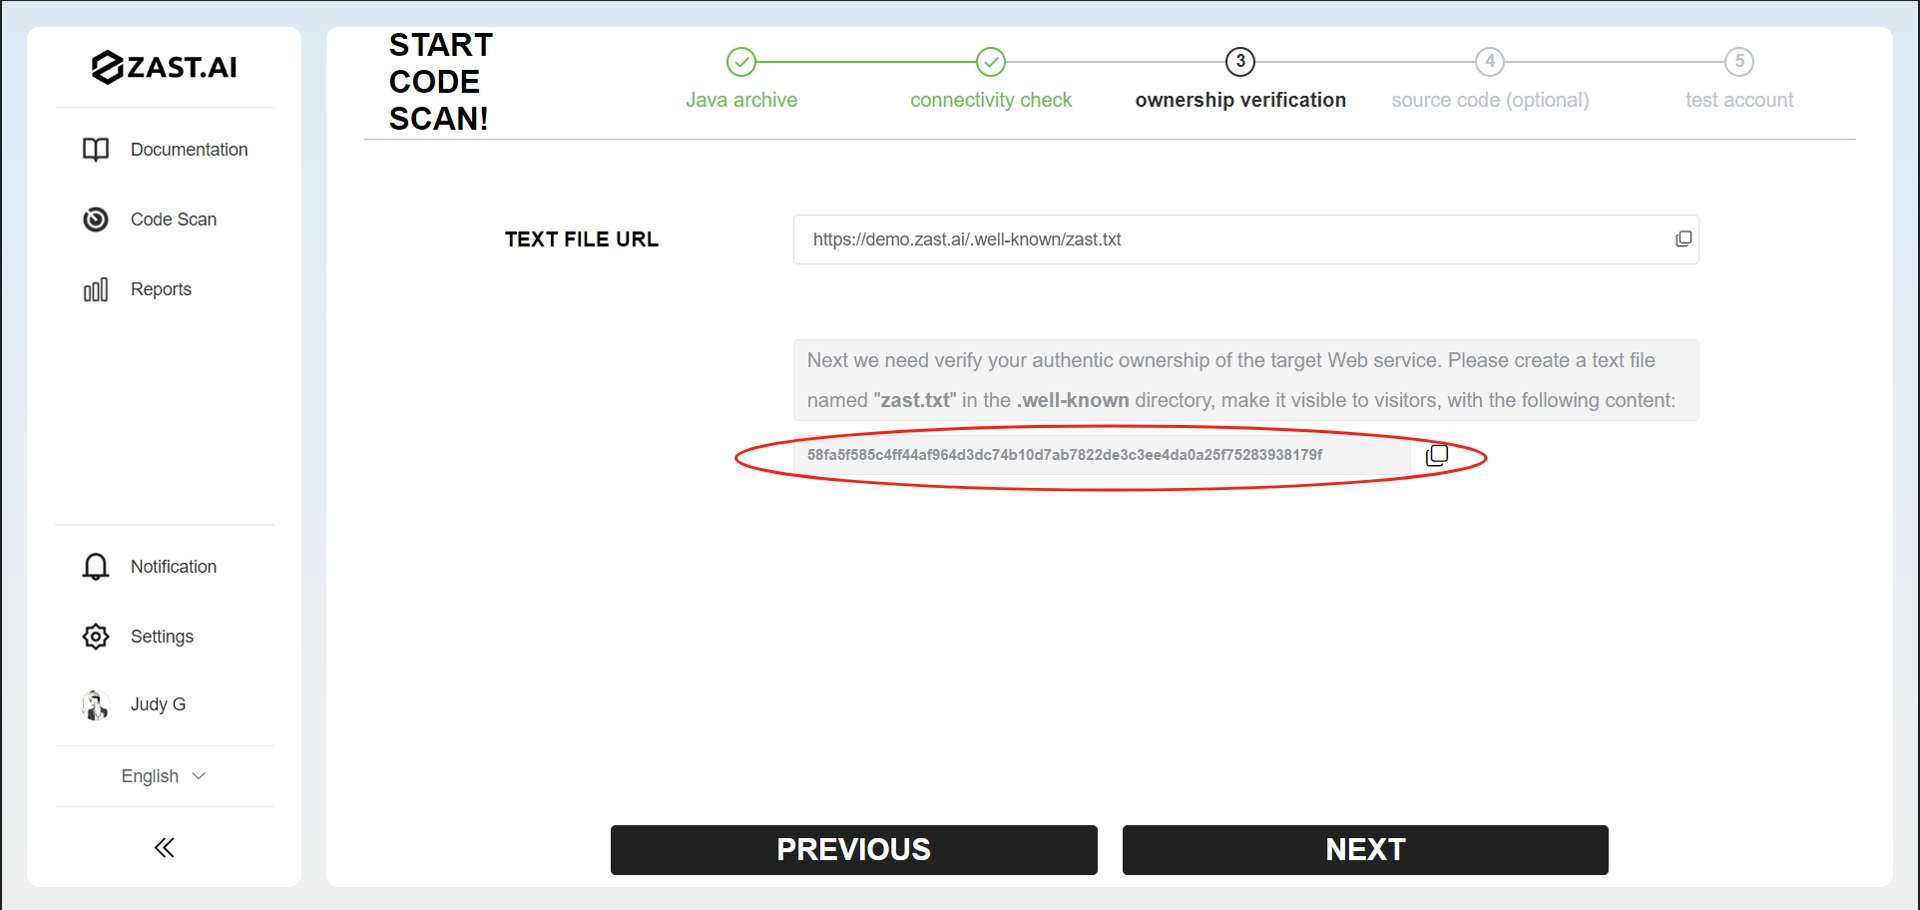 ZAST.AI
Documentation
Code Scan
Reports
Notification
Settings
Judy G
English
START
CODE
SCAN!
Java archive
connectivity check
3
ownership verification
4
source code (optional)
5
test account
TEXT FILE URL
https://demo.zast.ai/.well-known/zast.txt
Next we need verify your authentic ownership of the target Web service. Please create a text file
named "zast.txt" in the .well-known directory, make it visible to visitors, with the following content:
58fa5f585c4ff44af964d3dc74b10d7ab7822de3c3ee4da0a25f75283938179f
PREVIOUS
NEXT